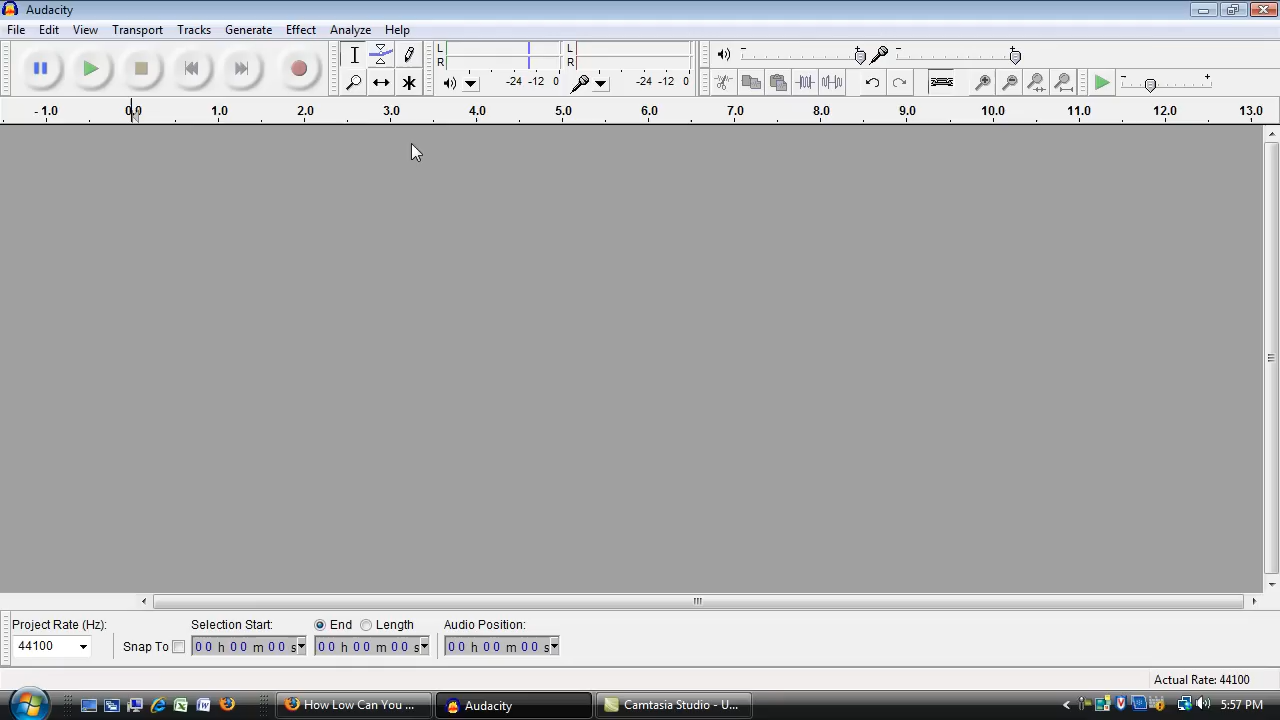 Audacity
File Edit View Transport Tracks Generate Effect Analyze Help
L L
R R
-24 -12 0 -24 -12 0
- 1.0 0.0 1.0 2.0 3.0 4.0 5.0 6.0 7.0 8.0 9.0 10.0 11.0 12.0 13.0
Project Rate (Hz): Selection Start: End Length Audio Position:
44100 Snap To 00 h 00 m 00 s 00 h 00 m 00 s 00 h 00 m 00 s
Actual Rate: 44100
How Low Can You ... Audacity Camtasia Studio - U... 5:57 PM